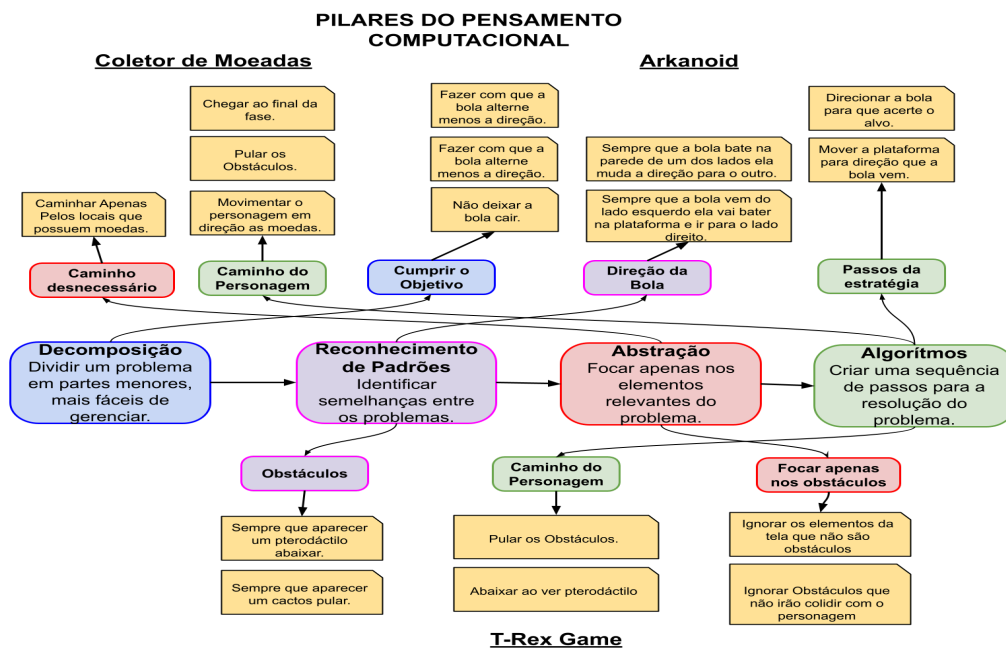 PILARES DO PENSAMENTO
COMPUTACIONAL
Coletor de Moeadas
Arkanoid
Chegar ao final da
fase.
Pular os
Obstáculos.
Caminhar Apenas
Pelos locais que
possuem moedas.
Movimentar o
personagem em
direção as moedas.
Fazer com que a
bola alterne
menos a direção.
Fazer com que a
bola alterne
menos a direção.
Não deixar a
bola cair.
Sempre que a bola bate na
parede de um dos lados ela
muda a direção para o outro.
Sempre que a bola vem do
lado esquerdo ela vai bater
na plataforma e ir para o lado
direito.
Direcionar a bola
para que acerte o
alvo.
Mover a plataforma
para direção que a
bola vem.
Caminho
desnecessário
Caminho do
Personagem
Cumprir o
Objetivo
Direção da
Bola
Passos da
estratégia
Decomposição
Dividir um problema
em partes menores,
mais fáceis de
gerenciar.
Reconhecimento
de Padrões
Identificar
semelhanças entre
os problemas.
Abstração
Focar apenas nos
elementos
relevantes do
problema.
Algorítmos
Criar uma sequência
de passos para a
resolução do
problema.
Obstáculos
Caminho do
Personagem
Focar apenas
nos obstáculos
Sempre que aparecer
um pterodáctilo
abaixar.
Sempre que aparecer
um cactos pular.
Pular os Obstáculos.
Abaixar ao ver pterodáctilo
Ignorar os elementos da
tela que não são
obstáculos
Ignorar Obstáculos que
não irão colidir com o
personagem
T-Rex Game